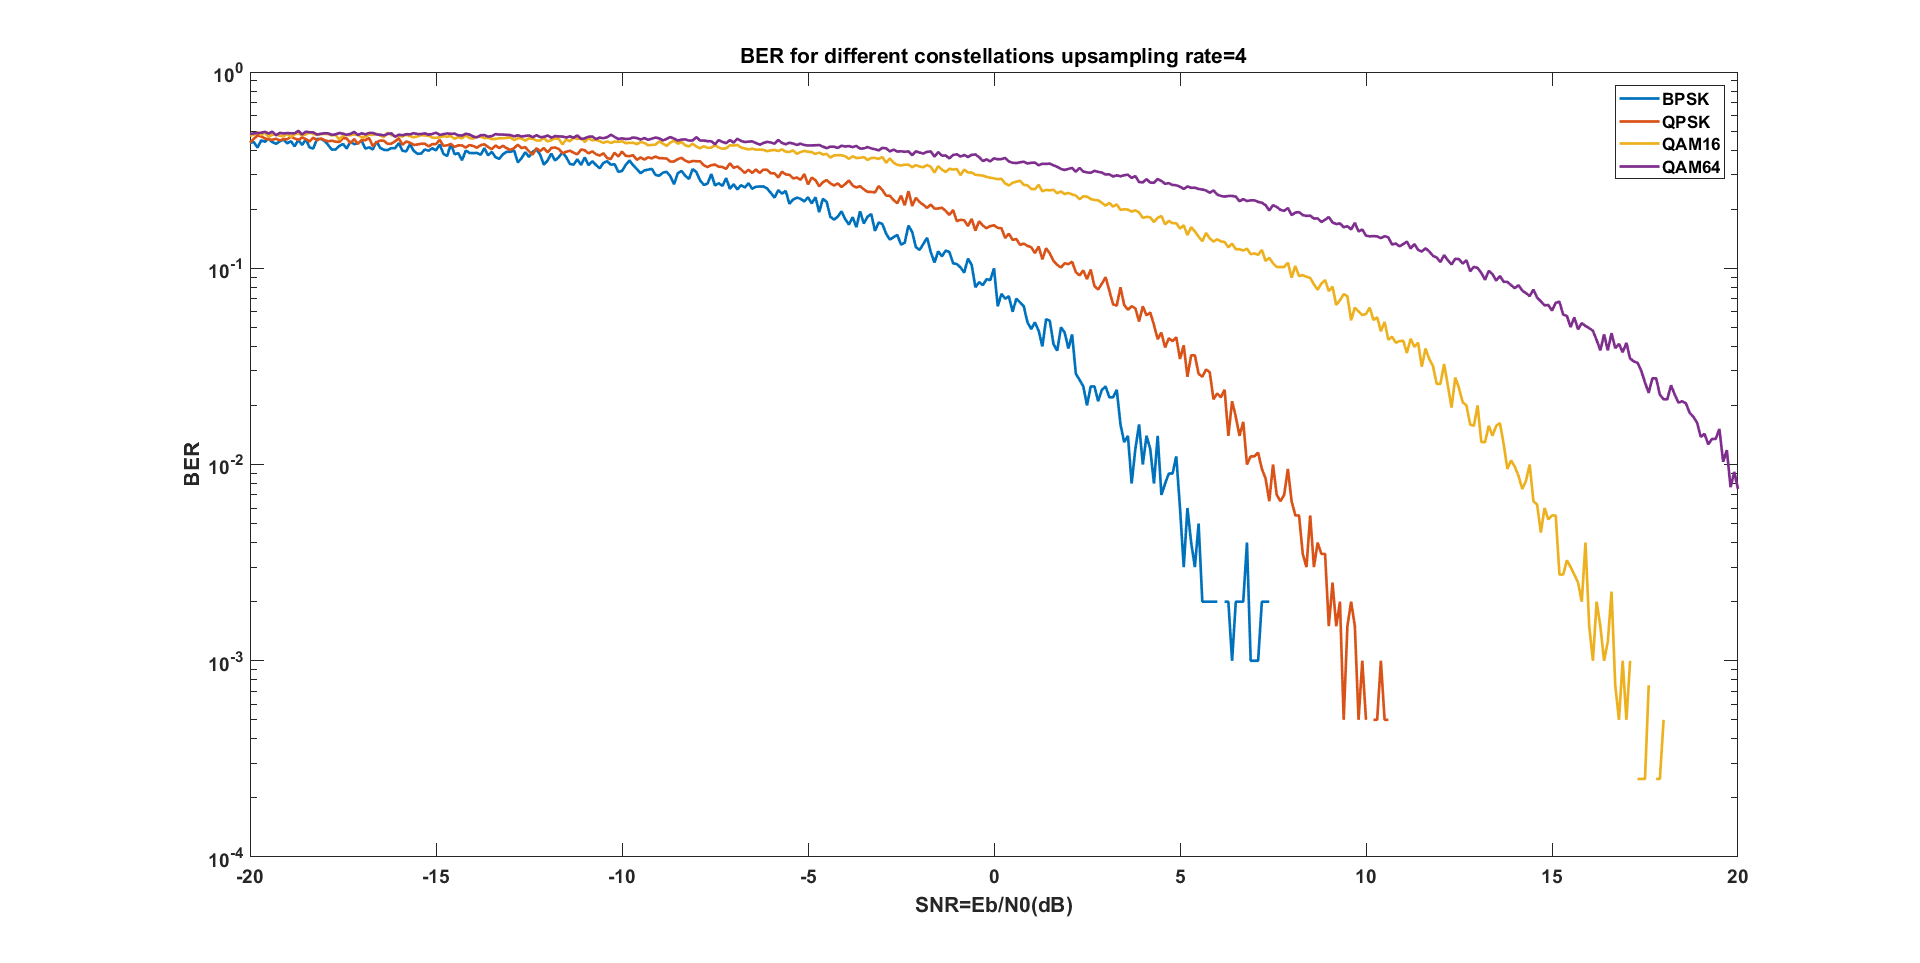 BER for different constellations upsampling rate=4
10^0
10^-1
10^-2
10^-3
10^-4
BER
BPSK
QPSK
QAM16
QAM64
-20 -15 -10 -5 0 5 10 15 20
SNR=Eb/N0(dB)